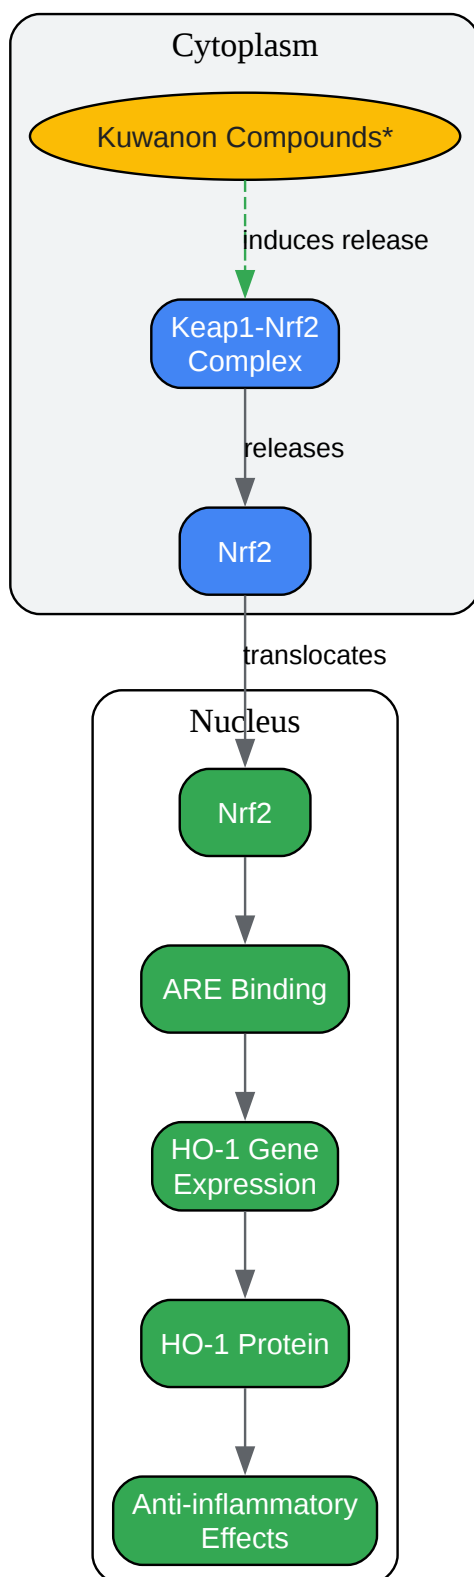 Cytoplasm
Kuwanon Compounds*
induces release
Keap1-Nrf2
Complex
releases
Nrf2
translocates
Nucleus
Nrf2
ARE Binding
HO-1 Gene
Expression
HO-1 Protein
Anti-inflammatory
Effects